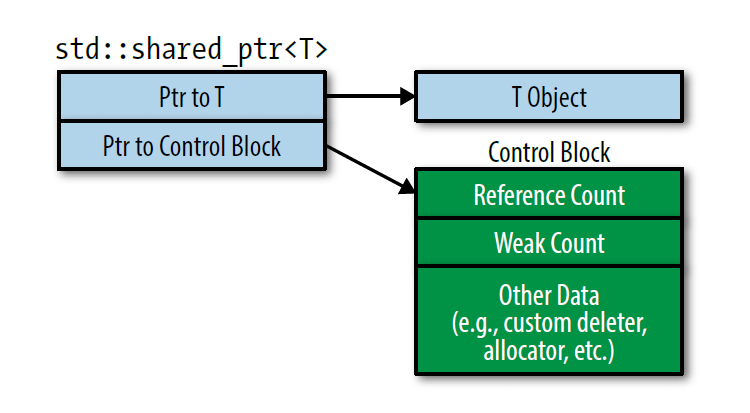 std::shared_ptr<T>
Ptr to T
T Object
Ptr to Control Block
Control Block
Reference Count
Weak Count
Other Data
(e.g., custom deleter,
allocator, etc.)